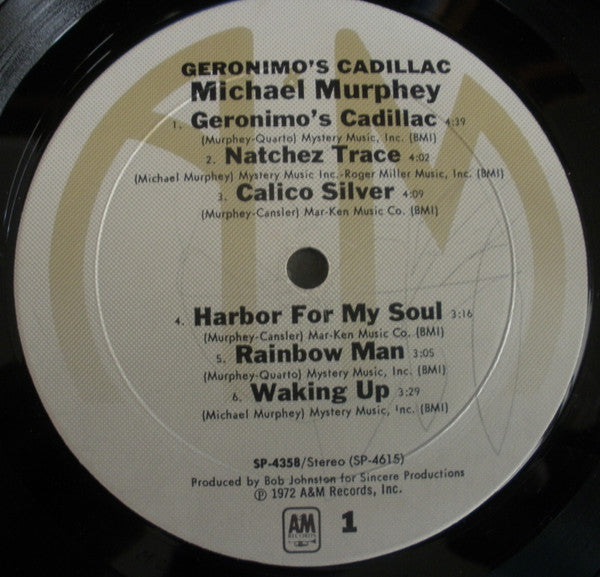 GERONIMO'S CADILLAC
Michael Murphey
1. Geronimo's Cadillac 4:39
(Murphey-Quarto) Mystery Music, Inc. (BMI)
2. Natchez Trace 4:02
(Michael Murphey) Mystery Music Inc.-Roger Miller Music, Inc. (BMI)
3. Calico Silver 4:09
(Murphey-Cansler) Mar-Ken Music Co. (BMI)
4. Harbor For My Soul 3:16
(Murphey-Cansler) Mar-Ken Music Co. (BMI)
5. Rainbow Man 3:05
(Murphey-Quarto) Mystery Music, Inc. (BMI)
6. Waking Up 3:29
(Michael Murphey) Mystery Music, Inc. (BMI)
SP-4358/Stereo (SP-4615)
Produced by Bob Johnston for Sincere Productions
℗ 1972 A&M Records, Inc.
AM
RECORDS
1